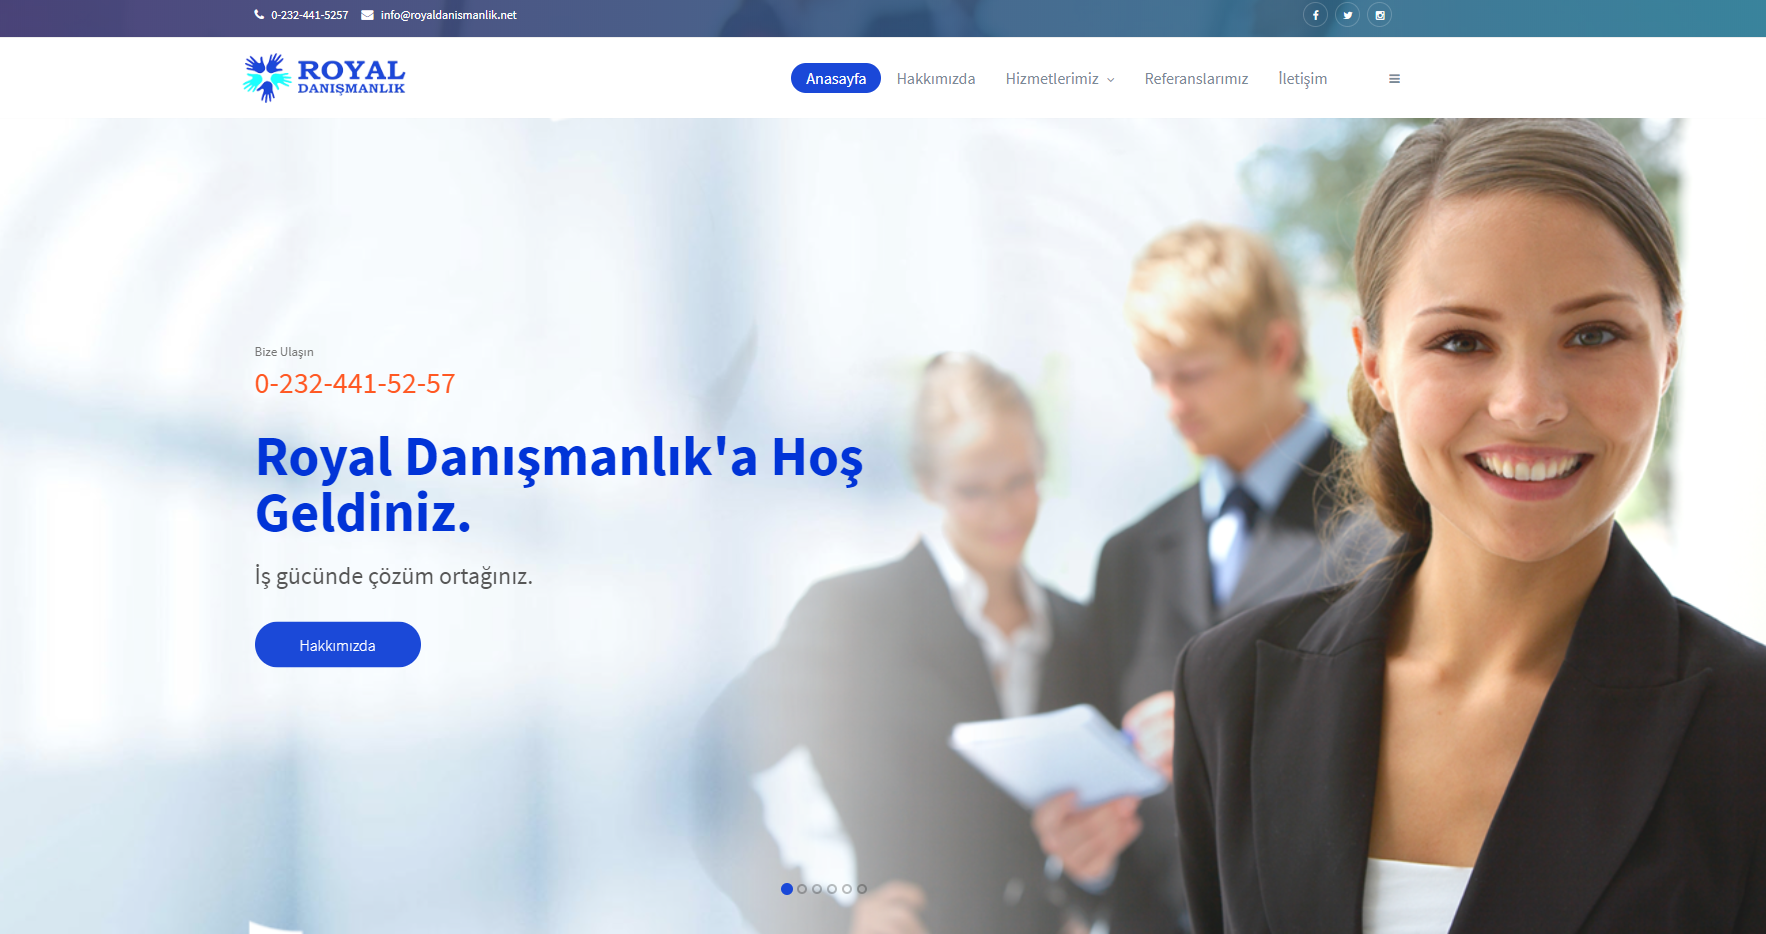 0-232-441-5257 info@royaldanismanlik.net
ROYAL
DANIŞMANLIK
Anasayfa Hakkımızda Hizmetlerimiz Referanslarımız İletişim
Bize Ulaşın
0-232-441-52-57
Royal Danışmanlık'a Hoş
Geldiniz.
İş gücünde çözüm ortağınız.
Hakkımızda